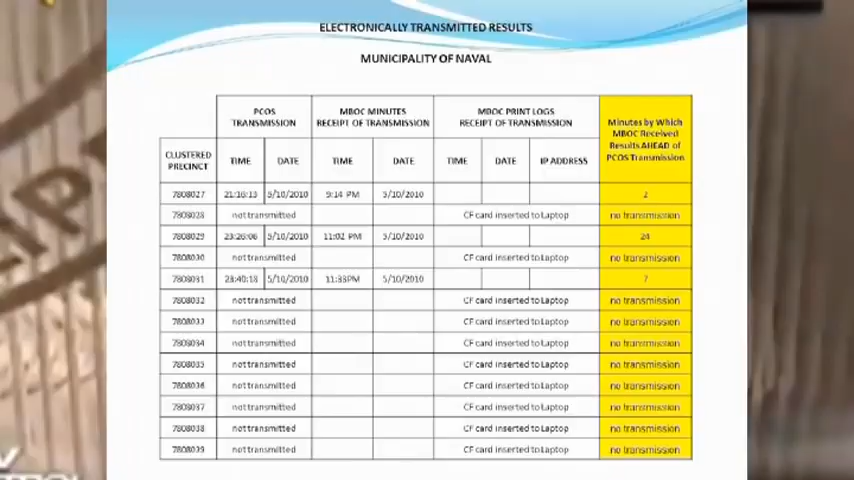 ELECTRONICALLY TRANSMITTED RESULTS
MUNICIPALITY OF NAVAL
PCOS TRANSMISSION MBOC MINUTES RECEIPT OF TRANSMISSION MBOC PRINT LOGS RECEIPT OF TRANSMISSION Minutes by Which MBOC Received Results AHEAD of PCOS Transmission
CLUSTERED PRECINCT TIME DATE TIME DATE TIME DATE IP ADDRESS
7808027 21:16:13 5/10/2010 9:14 PM 5/10/2010 2
7808028 not transmitted CF card inserted to Laptop no transmission
7808029 23:26:06 5/10/2010 11:02 PM 5/10/2010 24
7808030 not transmitted CF card inserted to Laptop no transmission
7808031 23:40:18 5/10/2010 11:33PM 5/10/2010 7
7808032 not transmitted CF card inserted to Laptop no transmission
7808033 not transmitted CF card inserted to Laptop no transmission
7808034 not transmitted CF card inserted to Laptop no transmission
7808035 not transmitted CF card inserted to Laptop no transmission
7808036 not transmitted CF card inserted to Laptop no transmission
7808037 not transmitted CF card inserted to Laptop no transmission
7808038 not transmitted CF card inserted to Laptop no transmission
7808039 not transmitted CF card inserted to Laptop no transmission